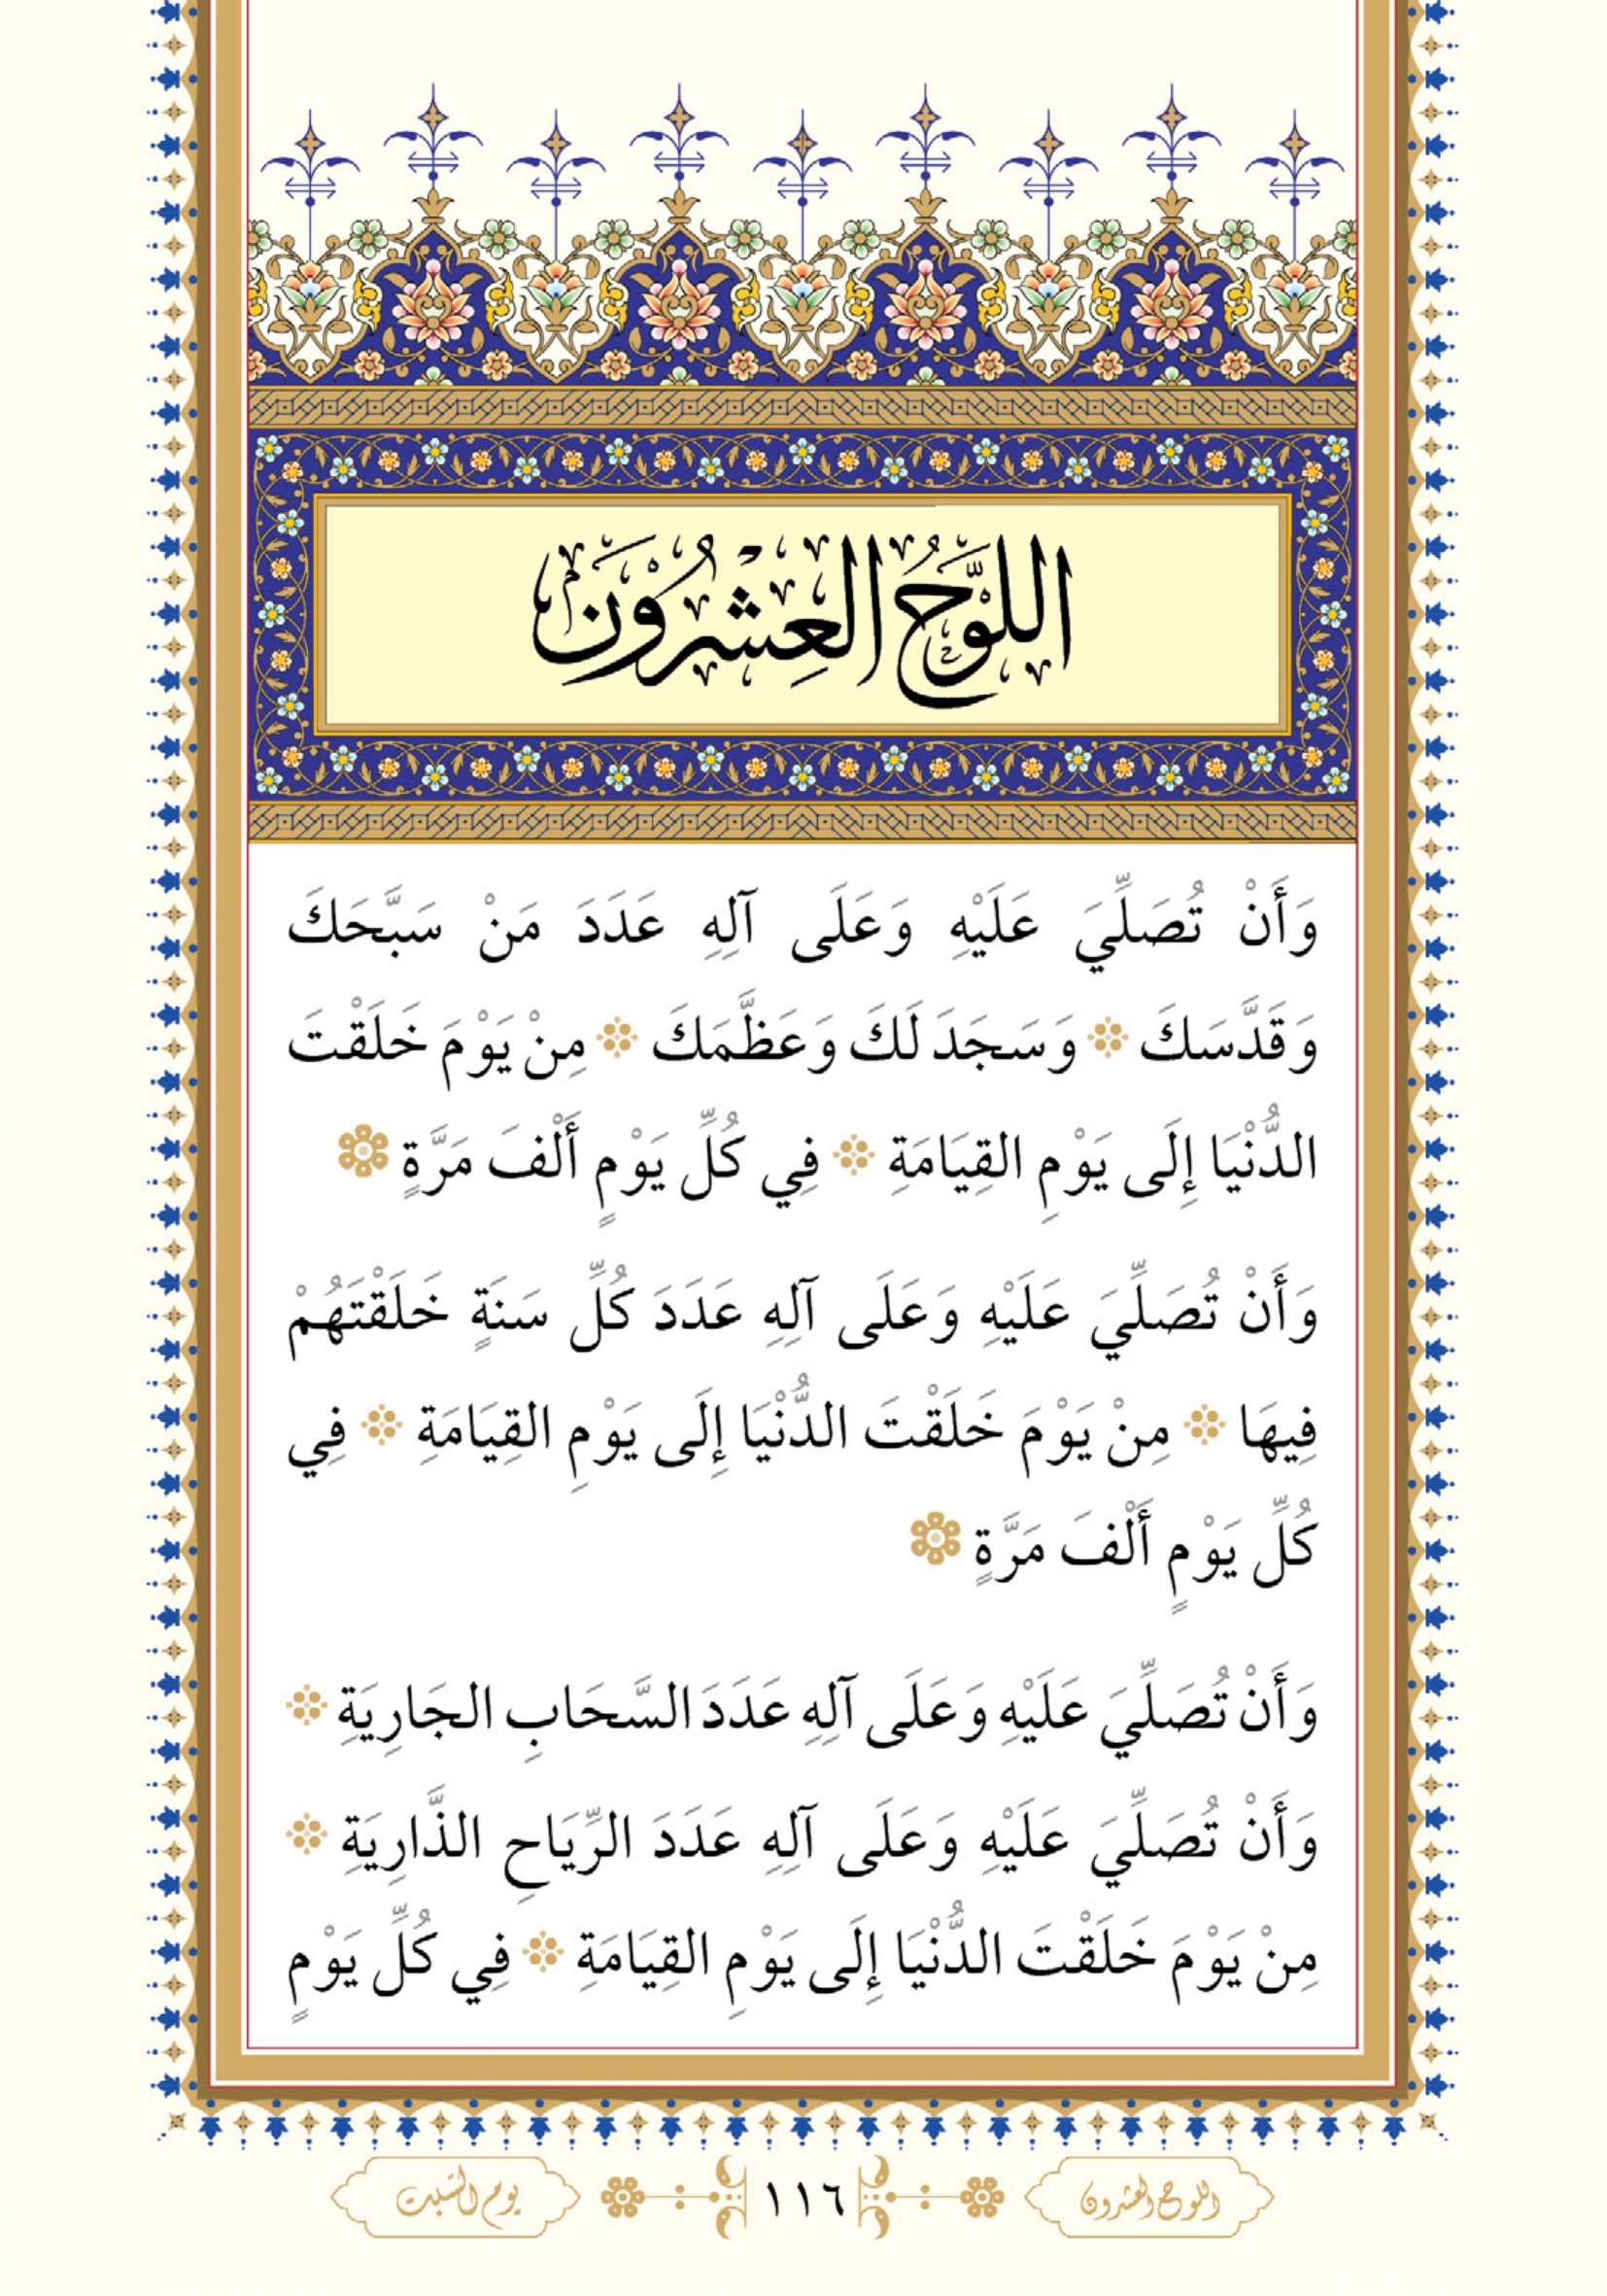 اللَّوْحُ العِشْرُونَ
وَأَنْ تُصَلِّيَ عَلَيْهِ وَعَلَى آلِهِ عَدَدَ مَنْ سَبَّحَكَ
وَقَدَّسَكَ ❁ وَسَجَدَ لَكَ وَعَظَّمَكَ ❁ مِنْ يَوْمَ خَلَقْتَ
الدُّنْيَا إِلَى يَوْمِ القِيَامَةِ ❁ فِي كُلِّ يَوْمٍ أَلْفَ مَرَّةٍ ❁
وَأَنْ تُصَلِّيَ عَلَيْهِ وَعَلَى آلِهِ عَدَدَ كُلِّ سَنَةٍ خَلَقْتَهُمْ
فِيهَا ❁ مِنْ يَوْمَ خَلَقْتَ الدُّنْيَا إِلَى يَوْمِ القِيَامَةِ ❁ فِي
كُلِّ يَوْمٍ أَلْفَ مَرَّةٍ ❁
وَأَنْ تُصَلِّيَ عَلَيْهِ وَعَلَى آلِهِ عَدَدَ السَّحَابِ الجَارِيَةِ ❁
وَأَنْ تُصَلِّيَ عَلَيْهِ وَعَلَى آلِهِ عَدَدَ الرِّيَاحِ الذَّارِيَةِ ❁
مِنْ يَوْمَ خَلَقْتَ الدُّنْيَا إِلَى يَوْمِ القِيَامَةِ ❁ فِي كُلِّ يَوْمٍ
اللوح العشرون ١١٦ يوم السبت